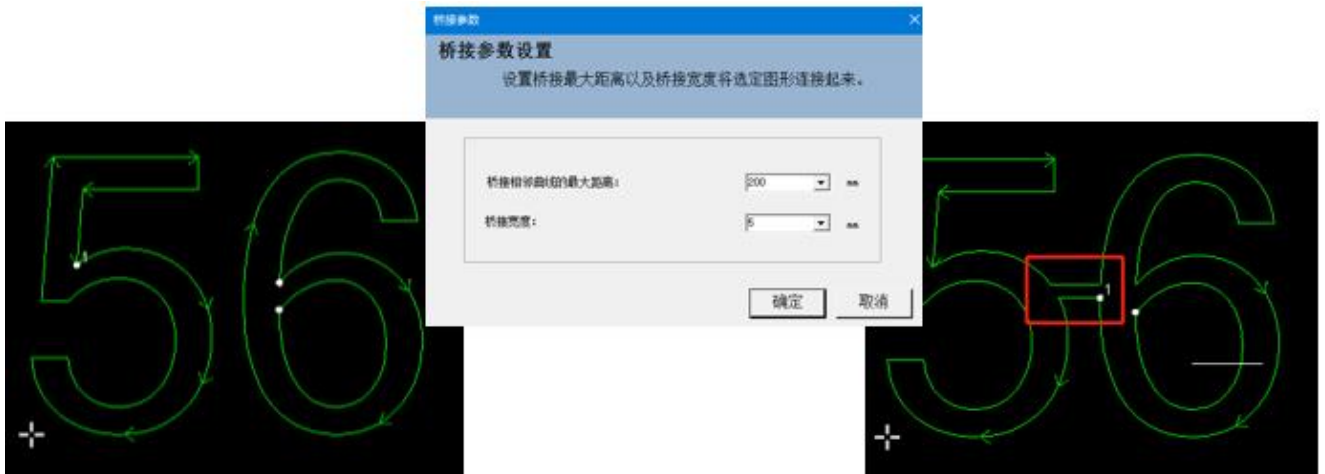 桥接参数
桥接参数设置
设置桥接最大距离以及桥接宽度将选定图形连接起来。
桥接相邻曲线的最大距离: 200 mm
桥接宽度: 5 mm
确定 取消
56 56
1 1